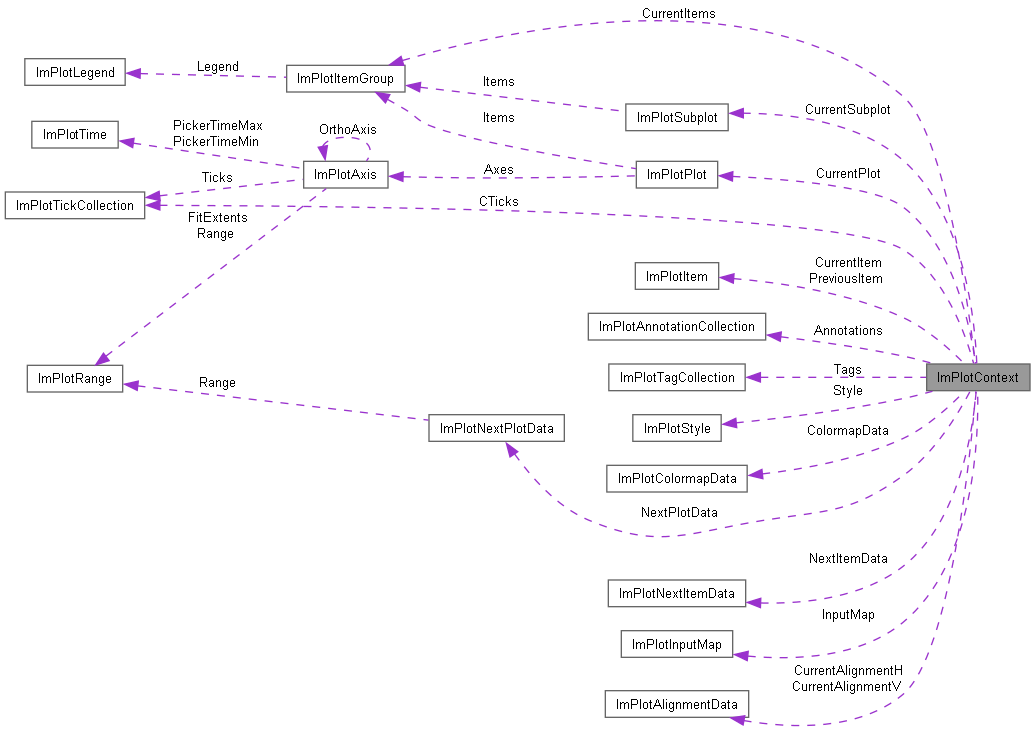 CurrentItems
ImPlotLegend
Legend
ImPlotItemGroup
Items
CurrentSubplot
ImPlotSubplot
Items
ImPlotTime
PickerTimeMax
PickerTimeMin
OrthoAxis
ImPlotAxis
Axes
ImPlotPlot
CurrentPlot
Ticks
ImPlotTickCollection
CTicks
FitExtents
Range
ImPlotItem
CurrentItem
PreviousItem
ImPlotAnnotationCollection
Annotations
ImPlotRange
Range
ImPlotTagCollection
Tags
ImPlotContext
Style
ImPlotNextPlotData
ImPlotStyle
ColormapData
ImPlotColormapData
NextPlotData
NextItemData
ImPlotNextItemData
InputMap
ImPlotInputMap
CurrentAlignmentH
CurrentAlignmentV
ImPlotAlignmentData